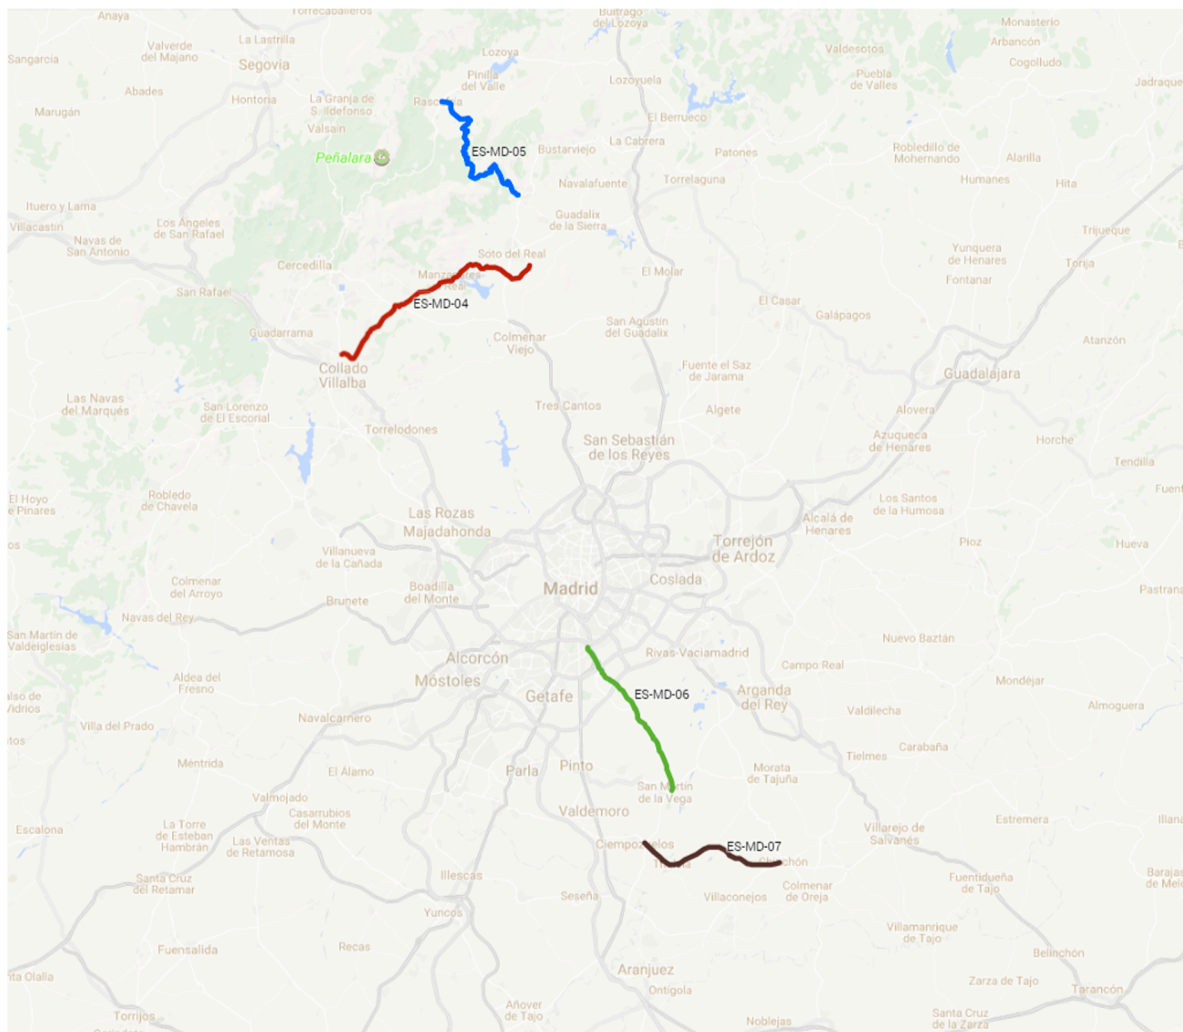 Anaya
Torrecaballeros
Buitrago
del Lozoya
Monasterio
Sangarcía
Valverde
del Majano
La Lastrilla
Segovia
Lozoya
Pinilla
del Valle
Lozoyuela
Valdesotos
Arbancón
Cogolludo
Puebla
de Valles
Jadraque
Abades
Marugán
Hontoria
La Granja de
S. Ildefonso
Valsain
Peñalara
ES-MD-05
El Berrueco
La Cabrera
Bustarviejo
Patones
Robledillo de
Mohernando
Alarilla
Humanes
Hita
Navalafuente
Torrelaguna
Ituero y Lama
Villacastín
Los Ángeles
de San Rafael
Navas de
San Antonio
Guadalix
de la Sierra
Trijueque
Yunquera
de Henares
Torija
Fontanar
Cercedilla
Soto del Real
El Molar
San Rafael
ES-MD-04
El Casar
Galápagos
Guadarrama
Colmenar
Viejo
San Agustín
del Guadalix
Atanzón
Collado
Villalba
Fuente el Saz
de Jarama
Guadalajara
Las Navas
del Marqués
San Lorenzo
de El Escorial
Tres Cantos
Algete
Alovera
Torrelodones
San Sebastián
de los Reyes
Azuqueca
de Henares
Horche
Tendilla
El Hoyo
de Pinares
Robledo
de Chavela
Las Rozas
Majadahonda
Los Santos
de la Humosa
Alcalá de
Henares
Villanueva
de la Cañada
Torrejón
de Ardoz
Pioz
Hueva
Colmenar
del Arroyo
Boadilla
del Monte
Madrid
Coslada
Pastrana
Brunete
Navas del Rey
San Martín de
Valdeiglesias
Nuevo Baztán
Alcorcón
Rivas-Vaciamadrid
Campo Real
Móstoles
Getafe
ES-MD-06
Arganda
del Rey
Mondéjar
Aldea del
Fresno
Villa del Prado
Navalcarnero
Valdilecha
Almoguera
Carabaña
Tielmes
Méntrida
El Álamo
Parla
Pinto
Morata
de Tajuña
San Martín
de la Vega
Valmojado
Casarrubios
del Monte
Valdemoro
Escalona
La Torre
de Esteban
Hambrán
Las Ventas
de Retamosa
Villarejo de
Salvanés
Estremera
ES-MD-07
Santa Cruz
del Retamar
Illescas
Seseña
Villaconejos
Colmenar
de Oreja
Fuentidueña
de Tajo
Yuncos
Fuensalida
Recas
Villamanrique
de Tajo
Belinchón
Aranjuez
Ontígola
Zarza de Tajo
Tarancón
Torrijos
Añover
de Tajo
Noblejas
Santa Cruz
de la Zarza